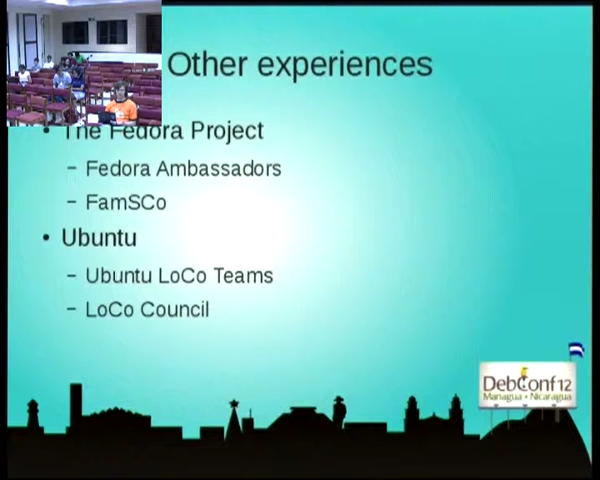 Other experiences
• The Fedora Project
– Fedora Ambassadors
– FamSCo
• Ubuntu
– Ubuntu LoCo Teams
– LoCo Council
DebConf12
Managua • Nicaragua